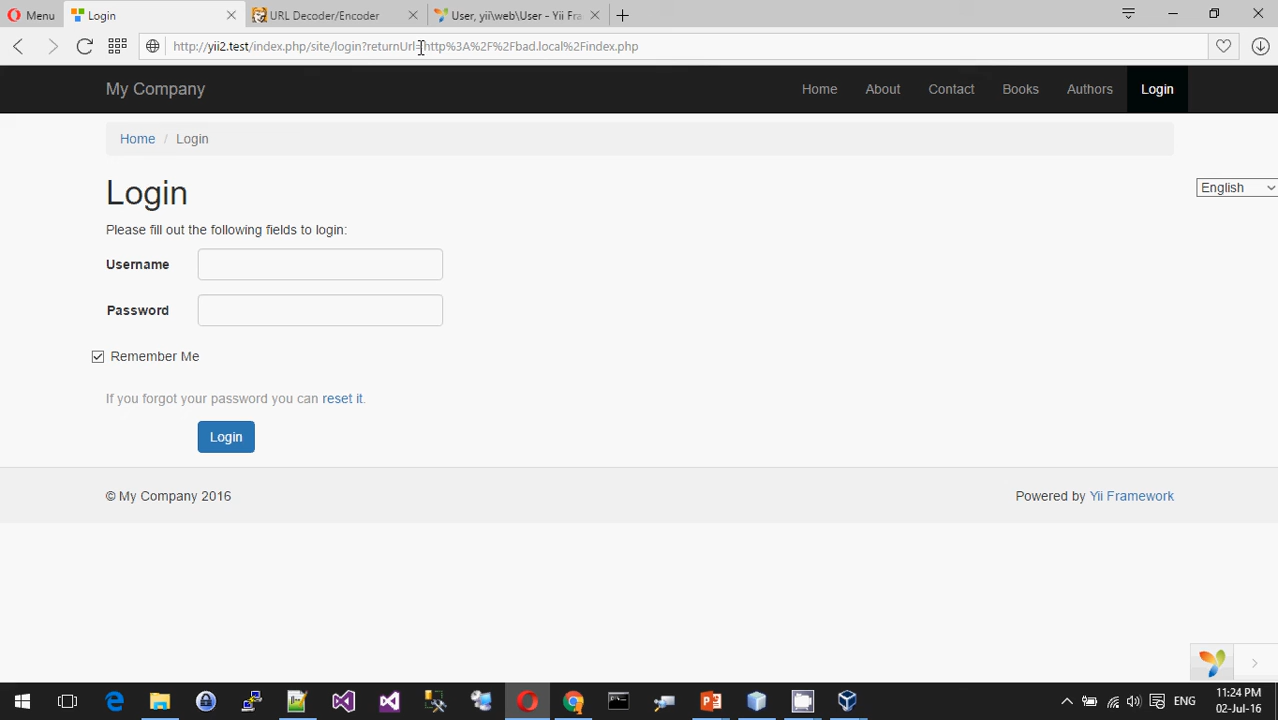 Menu
Login
URL Decoder/Encoder
User, yii\web\User - Yii Fra
http://yii2.test/index.php/site/login?returnUrl=http%3A%2F%2Fbad.local%2Findex.php
My Company
Home
About
Contact
Books
Authors
Login
Home / Login
Login
English
Please fill out the following fields to login:
Username
Password
Remember Me
If you forgot your password you can reset it.
Login
© My Company 2016
Powered by Yii Framework
ENG
11:24 PM
02-Jul-16